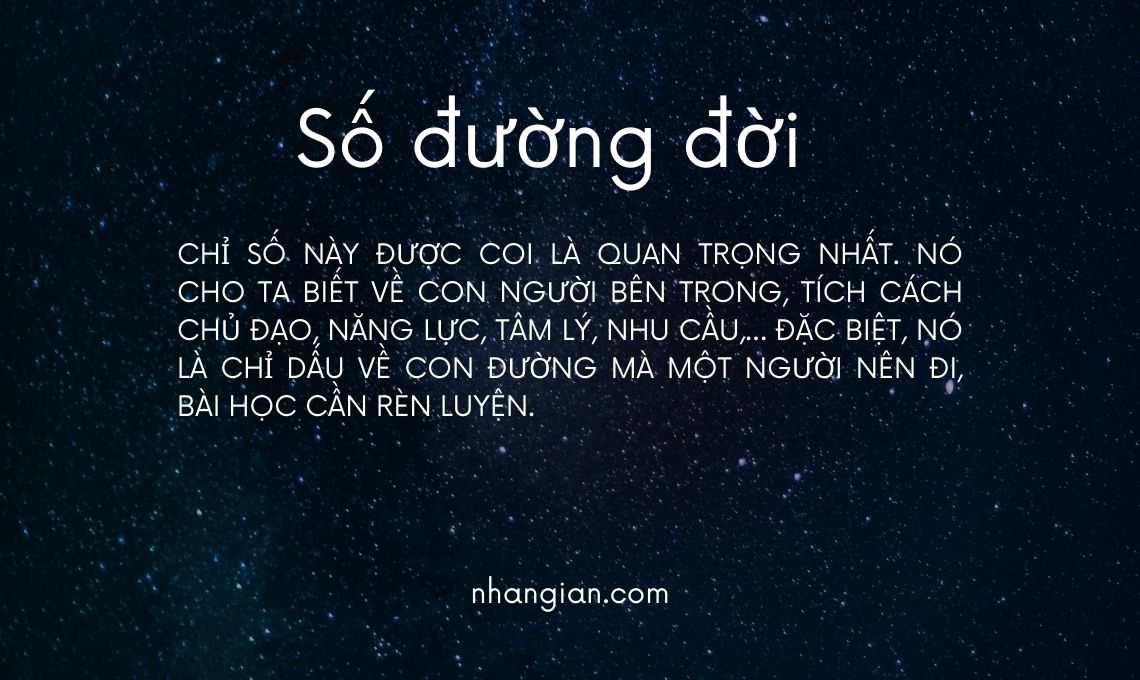 Số đường đời
CHỈ SỐ NÀY ĐƯỢC COI LÀ QUAN TRỌNG NHẤT. NÓ
CHO TA BIẾT VỀ CON NGƯỜI BÊN TRONG, TÍCH CÁCH
CHỦ ĐẠO, NĂNG LỰC, TÂM LÝ, NHU CẦU,... ĐẶC BIỆT, NÓ
LÀ CHỈ DẤU VỀ CON ĐƯỜNG MÀ MỘT NGƯỜI NÊN ĐI,
BÀI HỌC CẦN RÈN LUYỆN.
nhangian.com